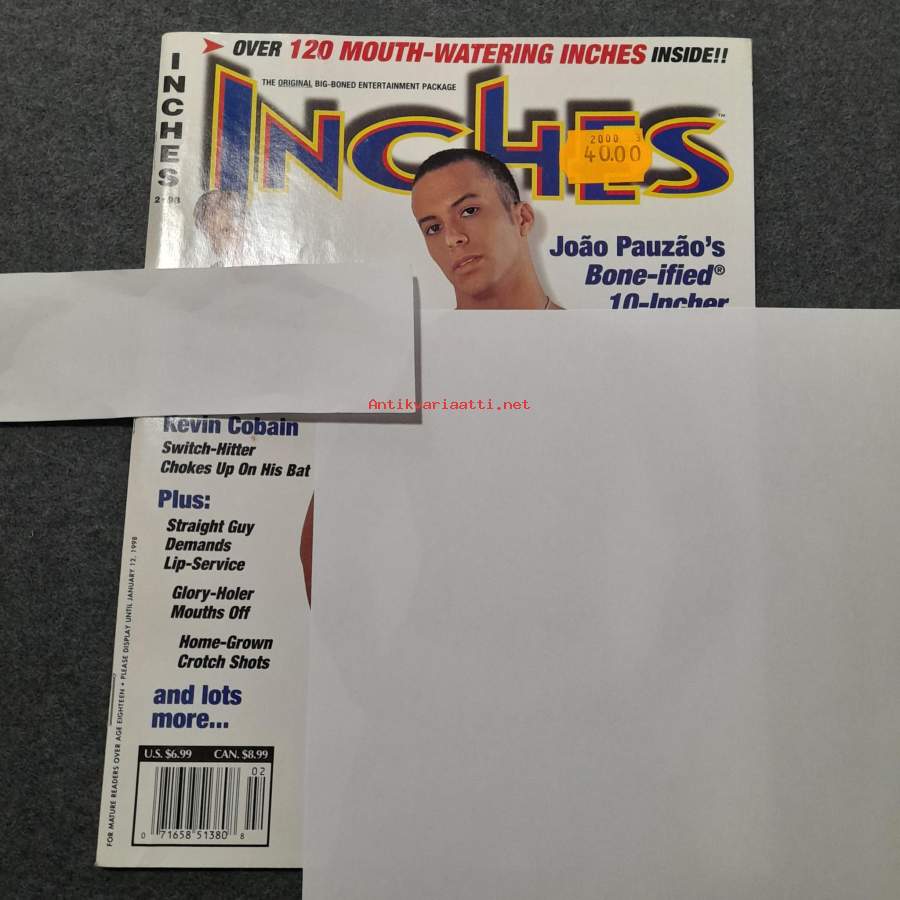 OVER 120 MOUTH-WATERING INCHES INSIDE!!
THE ORIGINAL BIG-BONED ENTERTAINMENT PACKAGE
INCHES
™
INCHES
2•98
2000 3
40.00
João Pauzão's
Bone-ified®
10-Incher
Antikvariaatti.net
Kevin Cobain
Switch-Hitter
Chokes Up On His Bat
Plus:
Straight Guy
Demands
Lip-Service
Glory-Holer
Mouths Off
Home-Grown
Crotch Shots
and lots
more...
FOR MATURE READERS OVER AGE EIGHTEEN • PLEASE DISPLAY UNTIL JANUARY 12, 1998
U.S. $6.99 CAN. $8.99
02
0 71658 51380 8